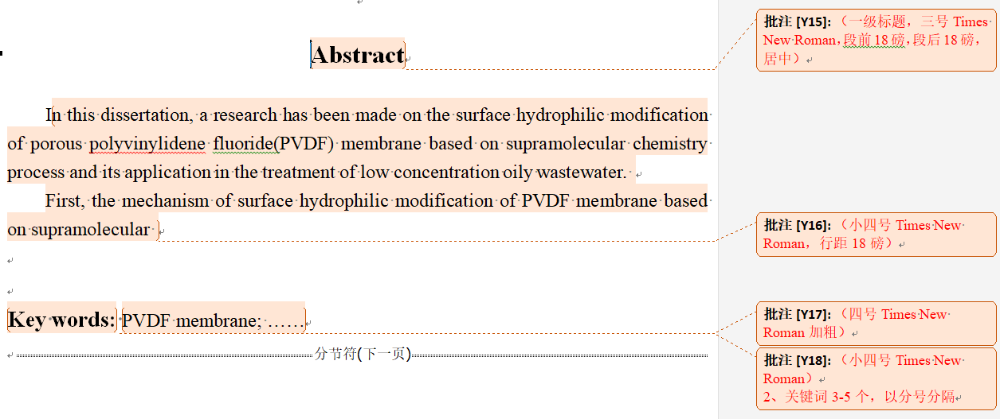 Abstract
In this dissertation, a research has been made on the surface hydrophilic modification
of porous polyvinylidene fluoride(PVDF) membrane based on supramolecular chemistry
process and its application in the treatment of low concentration oily wastewater.
First, the mechanism of surface hydrophilic modification of PVDF membrane based
on supramolecular
Key words: PVDF membrane; ……
分节符(下一页)
批注 [Y15]: （一级标题，三号 Times
New Roman，段前 18 磅，段后 18 磅，
居中）
批注 [Y16]: （小四号 Times New
Roman，行距 18 磅）
批注 [Y17]: （四号 Times New
Roman 加粗）
批注 [Y18]: （小四号 Times New
Roman）
2、关键词 3-5 个，以分号分隔